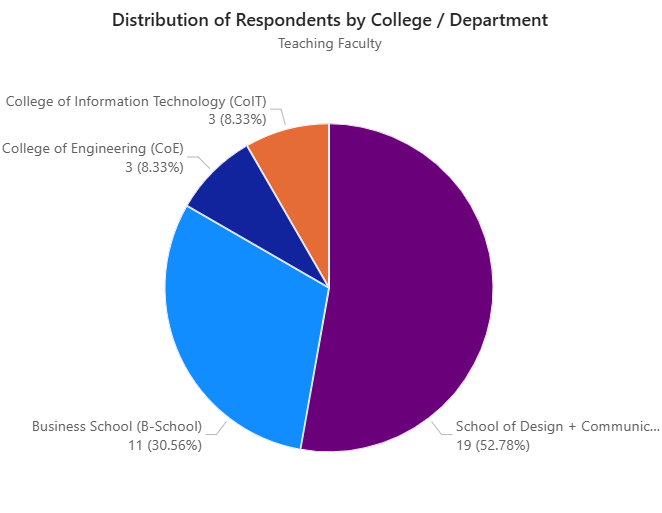 Distribution of Respondents by College / Department
Teaching Faculty
College of Information Technology (CoIT)
3 (8.33%)
College of Engineering (CoE)
3 (8.33%)
Business School (B-School)
11 (30.56%)
School of Design + Communic...
19 (52.78%)